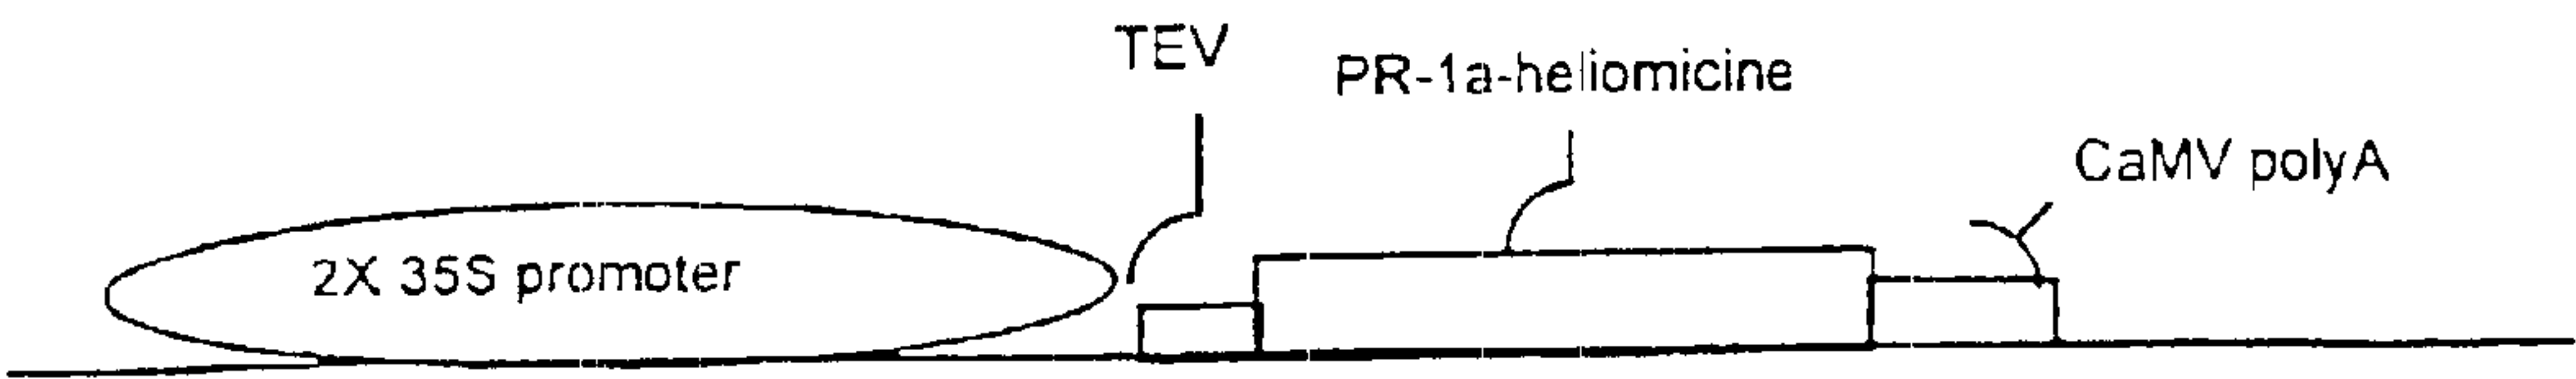 TEV
PR-1a-heliomicine
CaMV polyA
2X 35S promoter